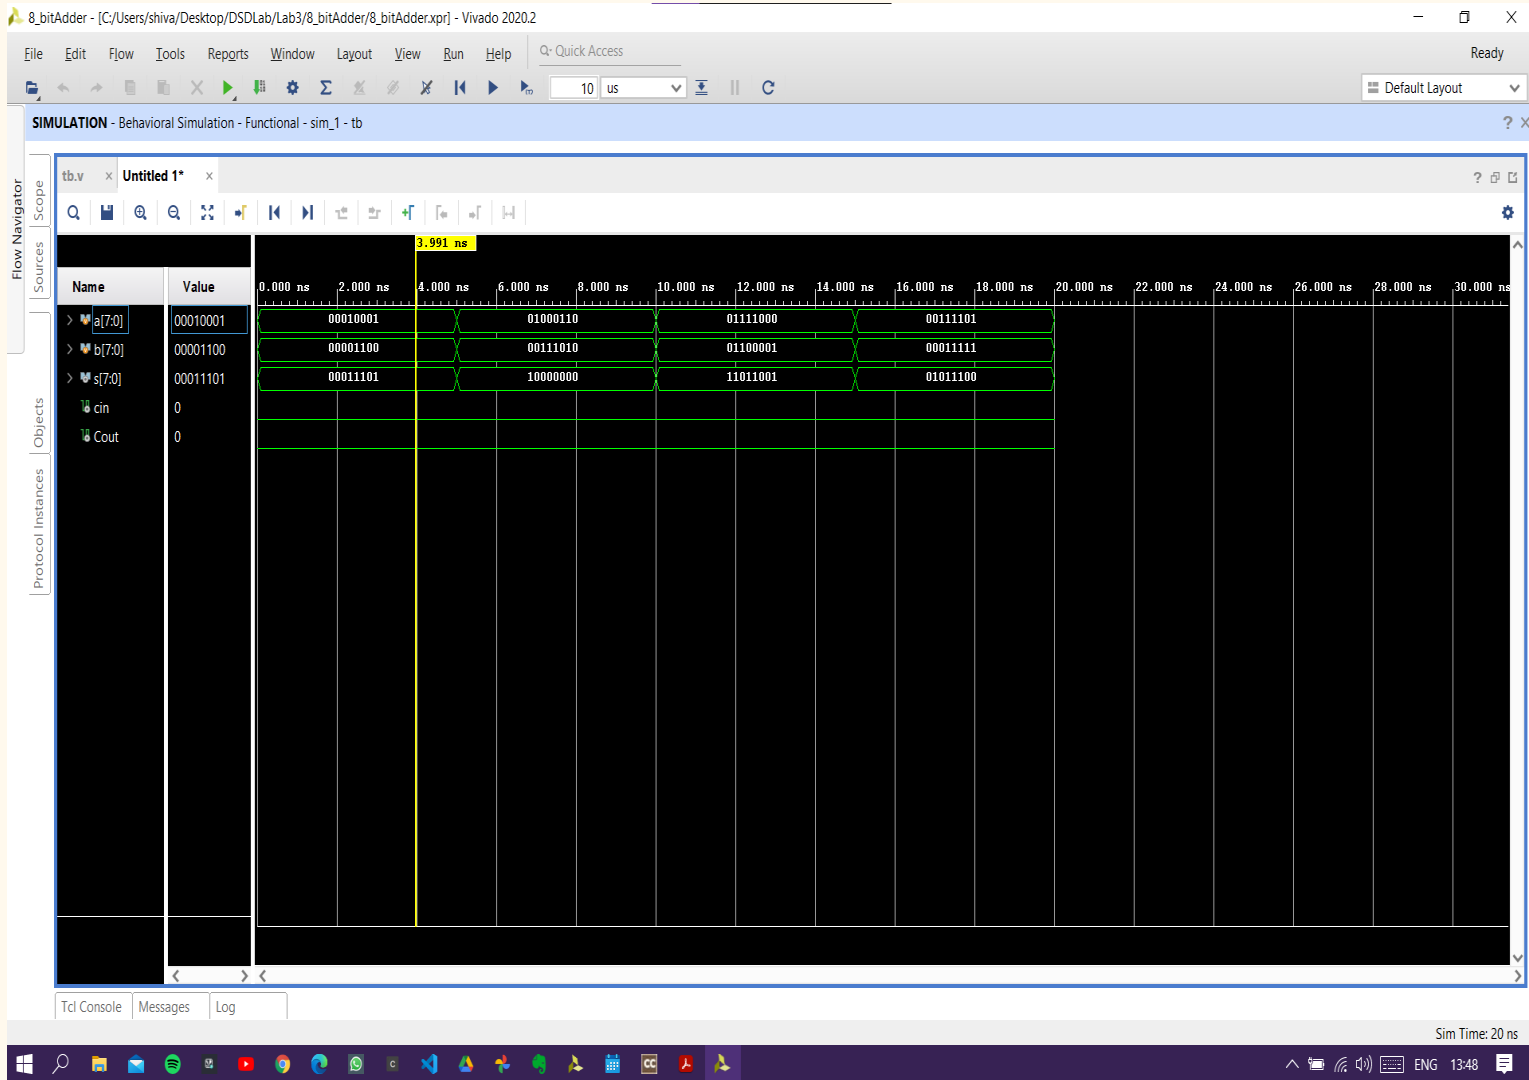 8_bitAdder - [C:/Users/shiva/Desktop/DSDLab/Lab3/8_bitAdder/8_bitAdder.xpr] - Vivado 2020.2
File Edit Flow Tools Reports Window Layout View Run Help Quick Access Ready
10 us Default Layout
SIMULATION - Behavioral Simulation - Functional - sim_1 - tb
Flow Navigator
Scope
Sources
Objects
Protocol Instances
tb.v Untitled 1*
3.991 ns
Name Value 0.000 ns 2.000 ns 4.000 ns 6.000 ns 8.000 ns 10.000 ns 12.000 ns 14.000 ns 16.000 ns 18.000 ns 20.000 ns 22.000 ns 24.000 ns 26.000 ns 28.000 ns 30.000 ns
a[7:0] 00010001 00010001 01000110 01111000 00111101
b[7:0] 00001100 00001100 00111010 01100001 00011111
s[7:0] 00011101 00011101 10000000 11011001 01011100
cin 0
Cout 0
Tcl Console Messages Log
Sim Time: 20 ns
ENG 13:48